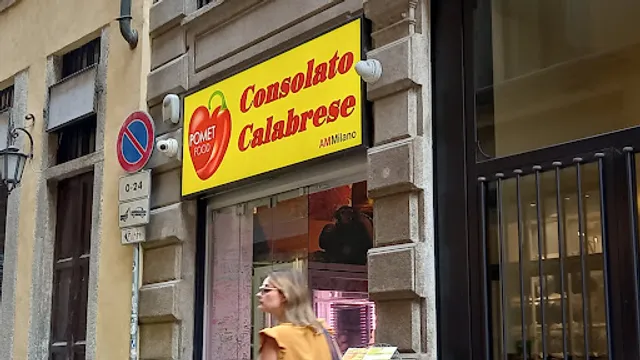 Consolato
Calabrese
POMET
FOOD
AMMilano
0-24